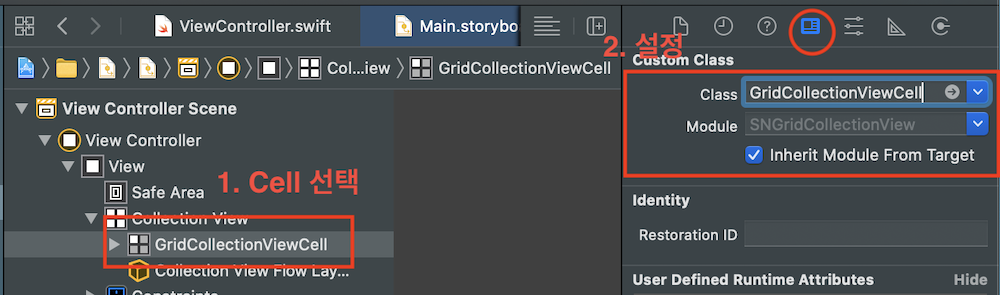 ViewController.swift
Main.storybo
2. 설정
Col...iew
GridCollectionViewCell
Custom Class
Class
GridCollectionViewCell
Module
SNGridCollectionView
Inherit Module From Target
View Controller Scene
View Controller
View
1. Cell 선택
Safe Area
Collection View
GridCollectionViewCell
Collection View Flow Lay...
Constraints
Identity
Restoration ID
User Defined Runtime Attributes
Hide